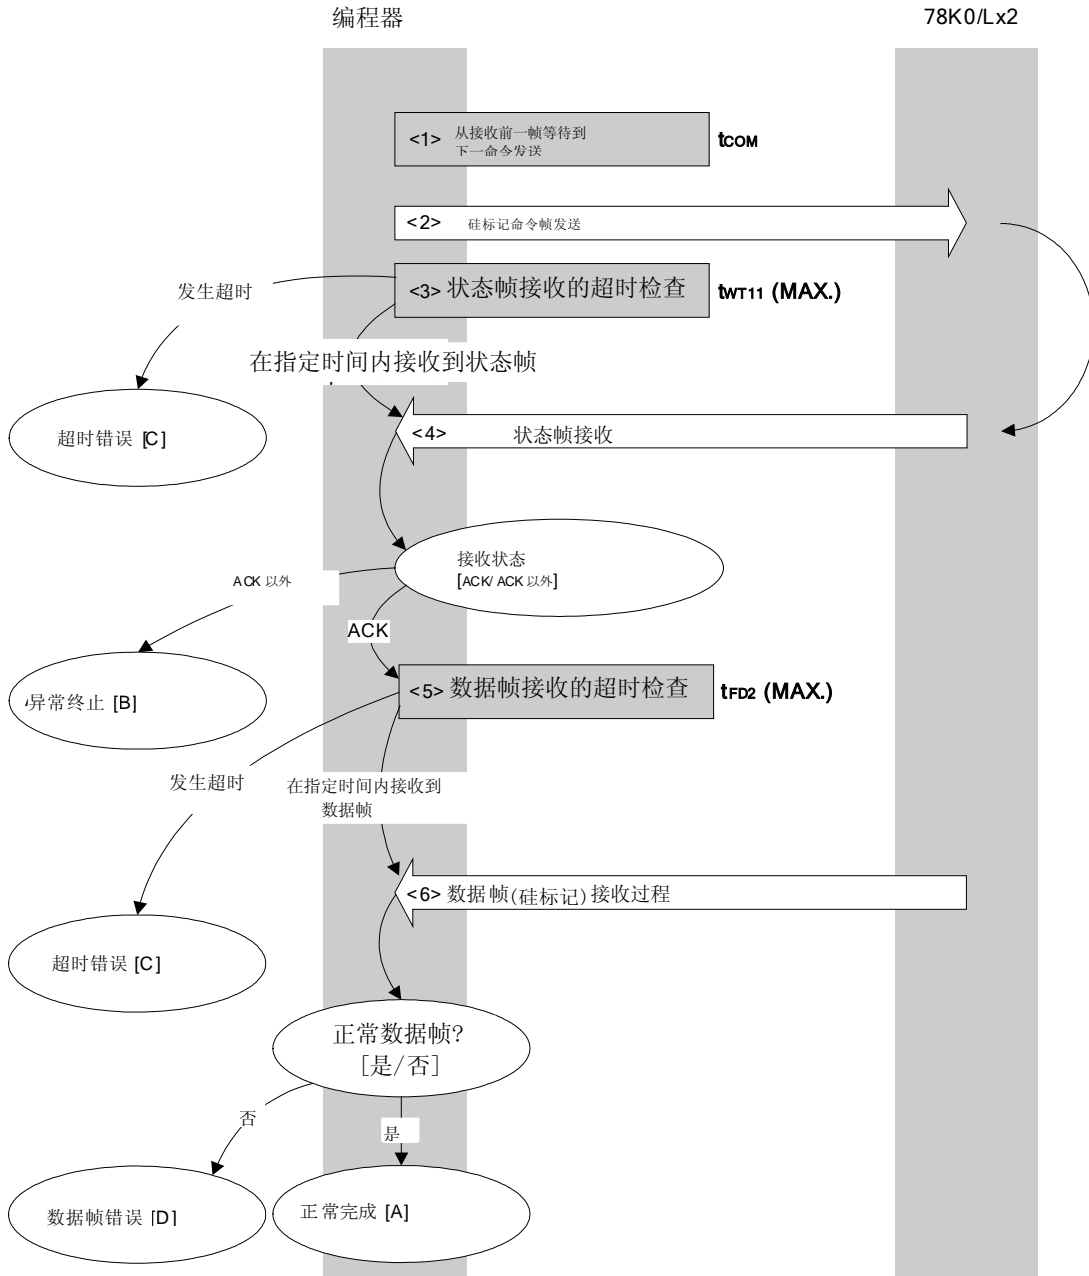 编程器
78K0/Lx2
<1> 从接收前一帧等待到
下一命令发送
tCOM
<2> 硅标记命令帧发送
<3> 状态帧接收的超时检查
tWT11 (MAX.)
发生超时
在指定时间内接收到状态帧
超时错误 [C]
<4> 状态帧接收
接收状态
[ACK/ ACK 以外]
ACK 以外
ACK
异常终止 [B]
<5> 数据帧接收的超时检查
tFD2 (MAX.)
发生超时
在指定时间内接收到
数据帧
<6> 数据帧(硅标记)接收过程
超时错误 [C]
正常数据帧?
[是/否]
否
是
数据帧错误 [D]
正常完成 [A]